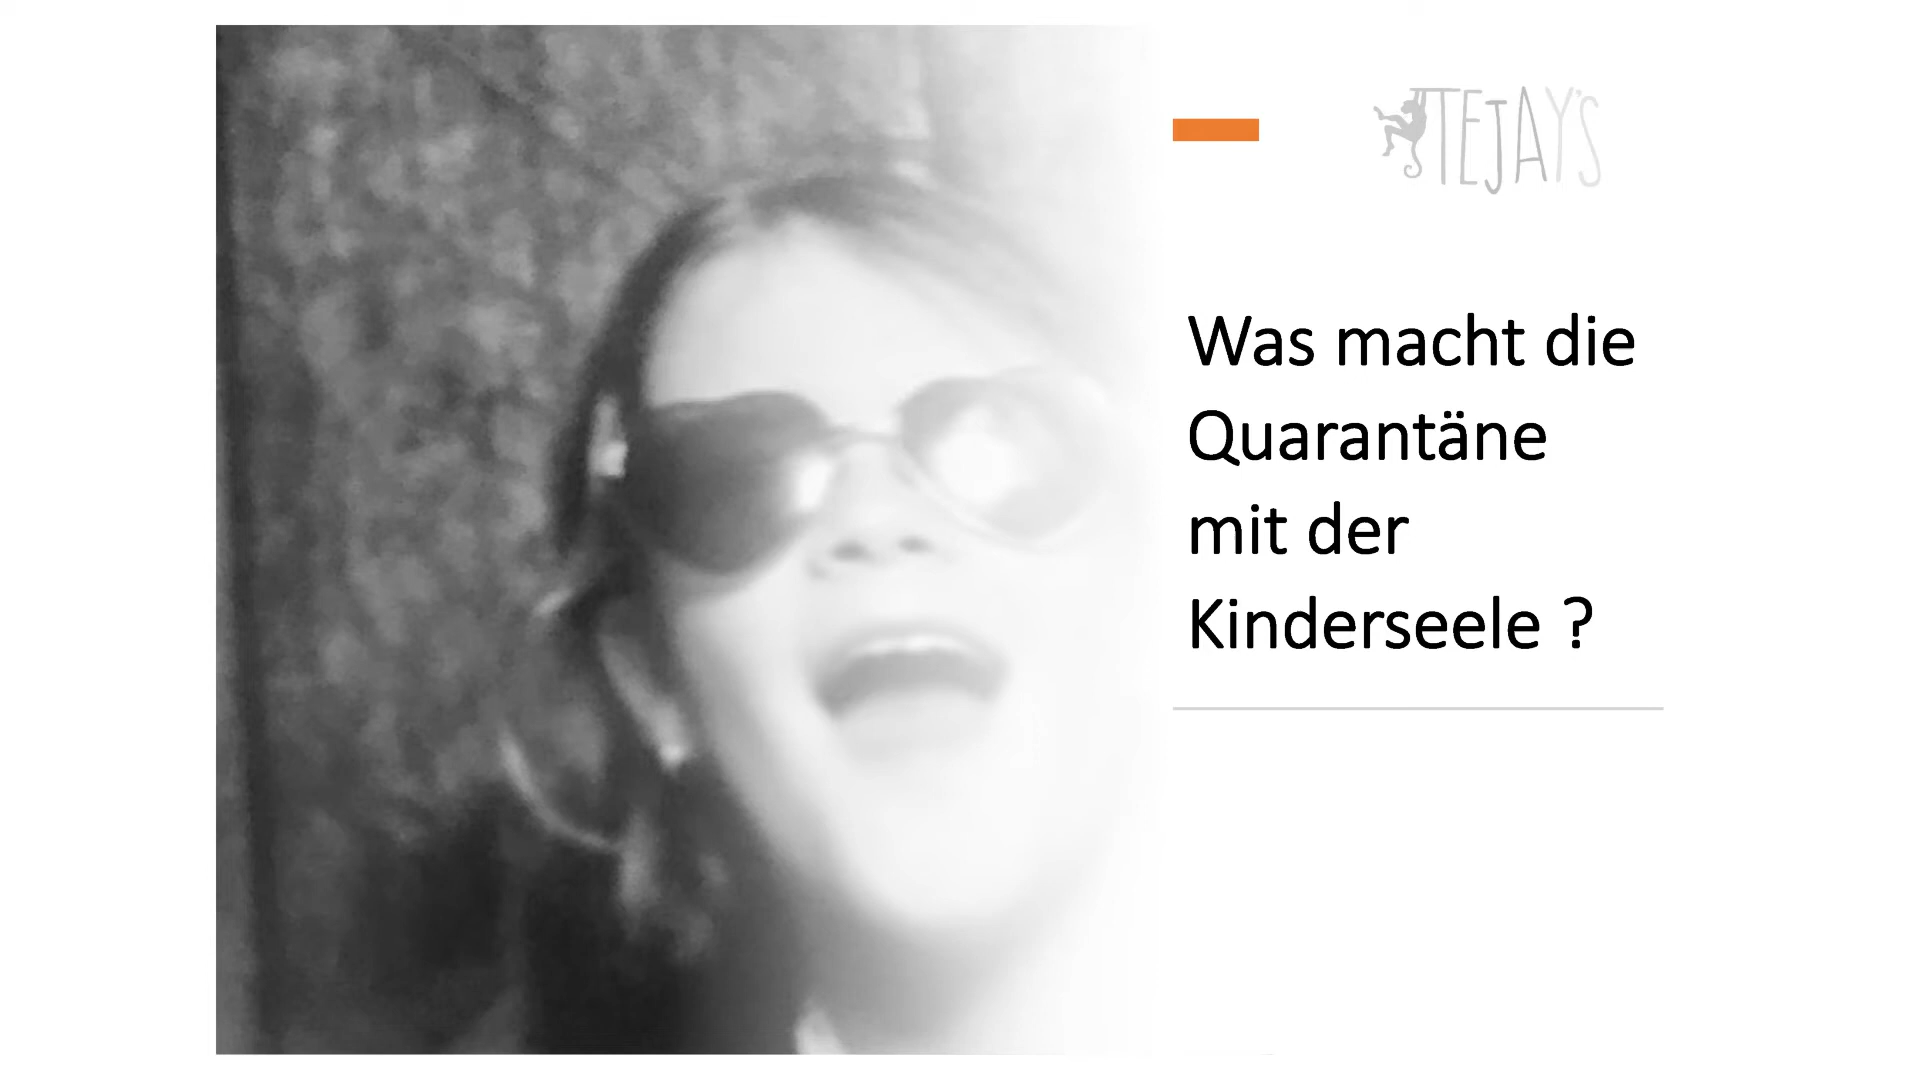 TEJAY'S
Was macht die
Quarantäne
mit der
Kinderseele ?